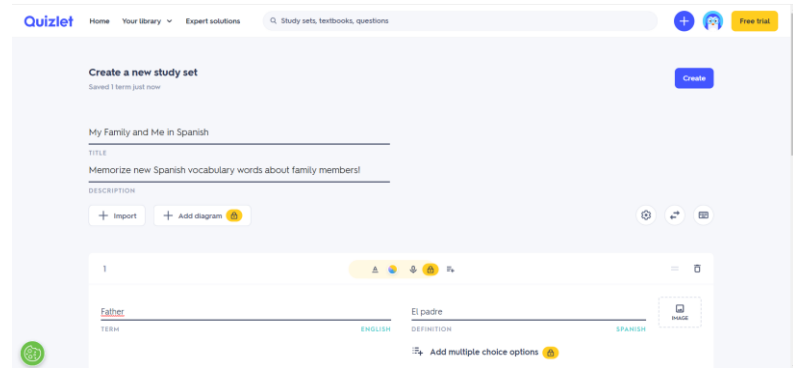 Quizlet Home Your library Expert solutions Study sets, textbooks, questions Free trial
Create a new study set
Saved 1 term just now
Create
My Family and Me in Spanish
TITLE
Memorize new Spanish vocabulary words about family members!
DESCRIPTION
+ Import + Add diagram
1
Father El padre
TERM ENGLISH DEFINITION SPANISH
IMAGE
Add multiple choice options